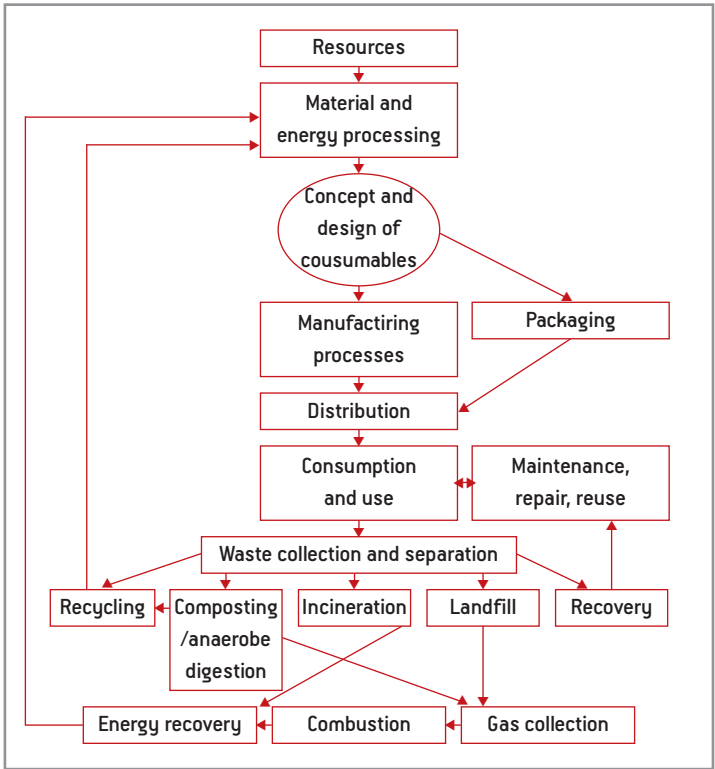 Resources
Material and
energy processing
Concept and
design of
cousumables
Manufactiring
processes
Packaging
Distribution
Consumption
and use
Maintenance,
repair, reuse
Waste collection and separation
Recycling
Composting
/anaerobe
digestion
Incineration
Landfill
Recovery
Energy recovery
Combustion
Gas collection